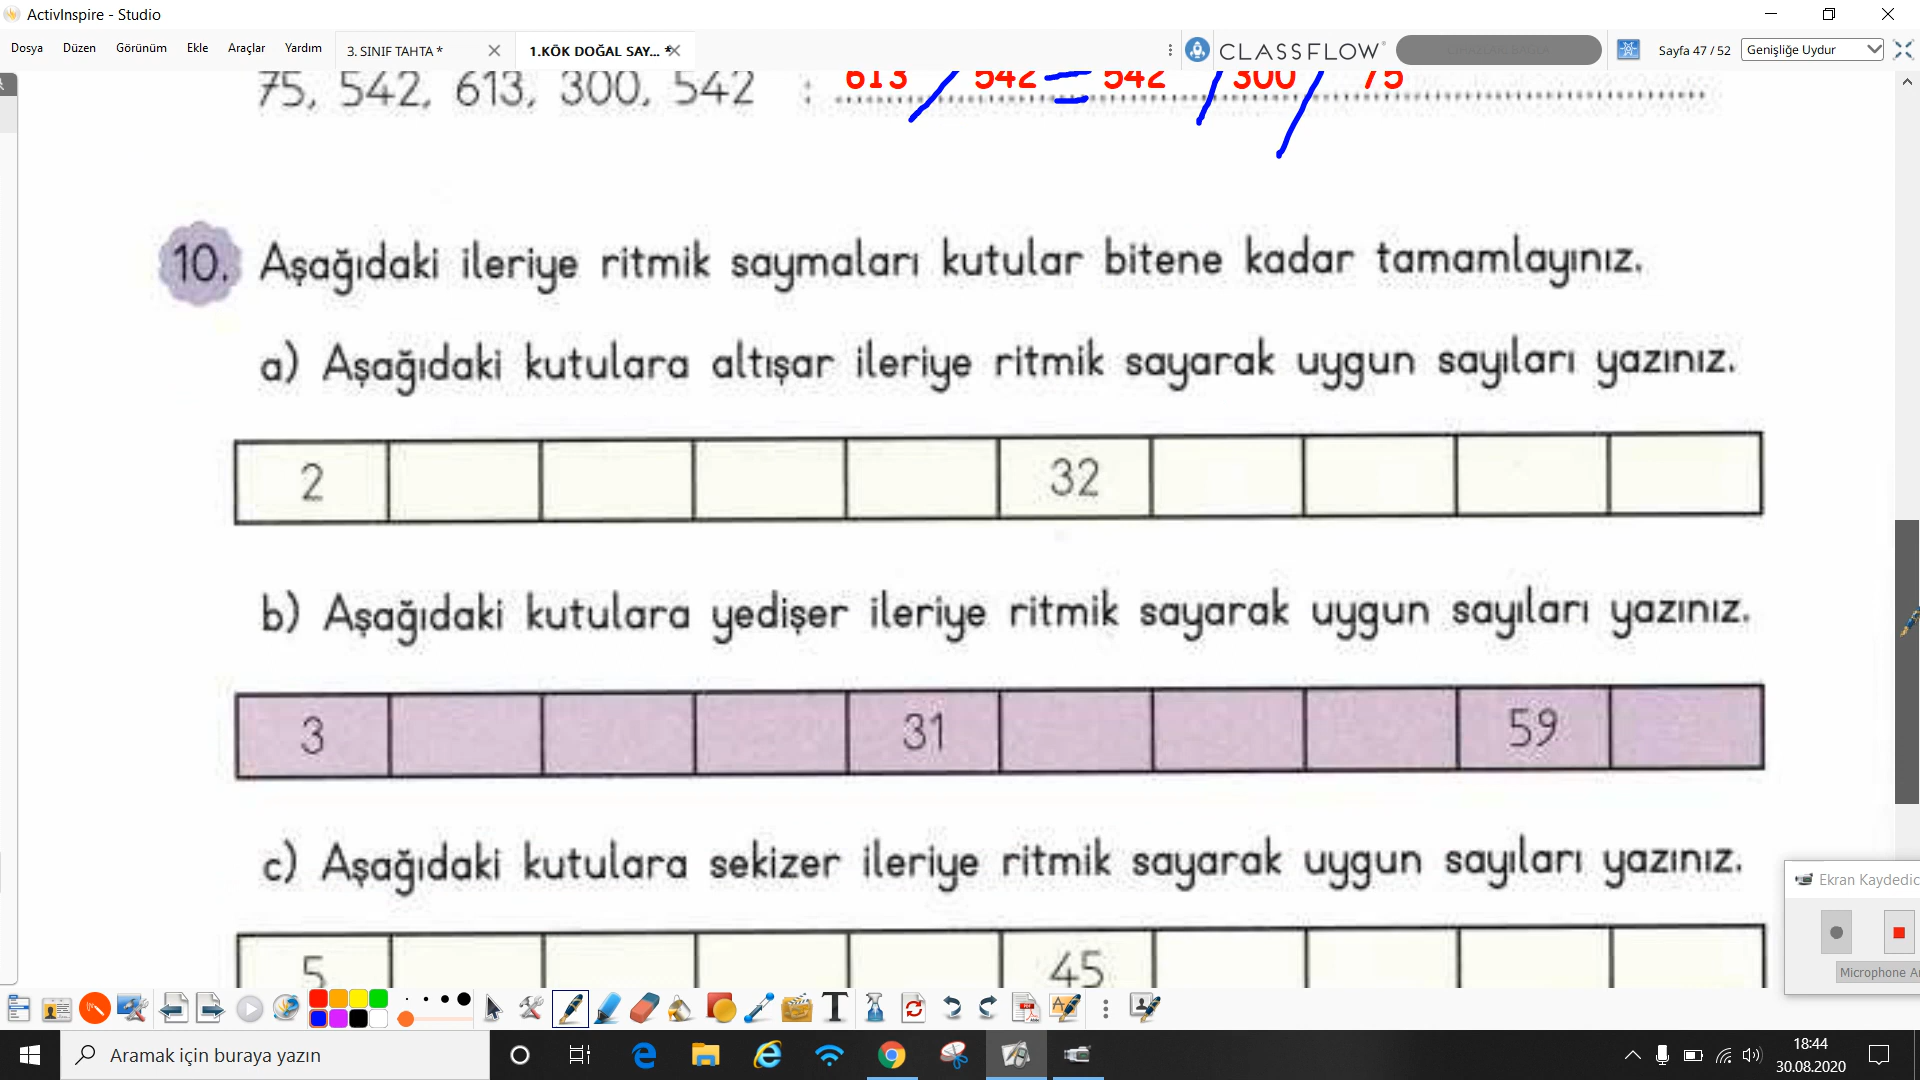 ActivInspire - Studio
Dosya Düzen Görünüm Ekle Araçlar Yardım 3. SINIF TAHTA * 1.KÖK DOĞAL SAY... * CLASSFLOW Sayfa 47 / 52 Genişliğe Uydur
75, 542, 613, 300, 542 : 613 / 542 = 542 / 300 / 75
10. Aşağıdaki ileriye ritmik saymaları kutular bitene kadar tamamlayınız.
a) Aşağıdaki kutulara altışar ileriye ritmik sayarak uygun sayıları yazınız.
2 32
b) Aşağıdaki kutulara yedişer ileriye ritmik sayarak uygun sayıları yazınız.
3 31 59
c) Aşağıdaki kutulara sekizer ileriye ritmik sayarak uygun sayıları yazınız.
5 45
Ekran Kaydedic
Microphone A
Aramak için buraya yazın
18:44
30.08.2020